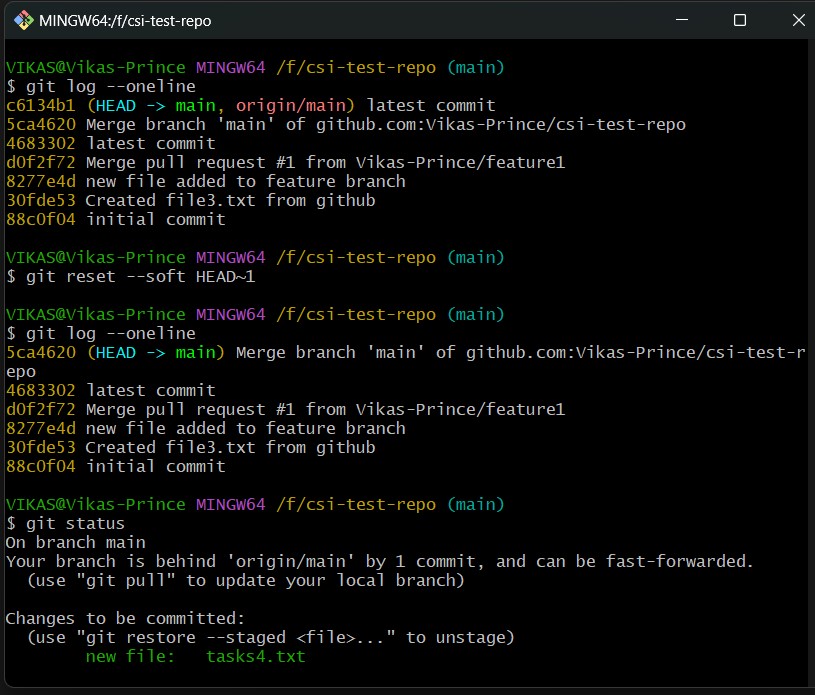 MINGW64:/f/csi-test-repo
VIKAS@Vikas-Prince MINGW64 /f/csi-test-repo (main)
$ git log --oneline
c6134b1 (HEAD -> main, origin/main) latest commit
5ca4620 Merge branch 'main' of github.com:Vikas-Prince/csi-test-repo
4683302 latest commit
d0f2f72 Merge pull request #1 from Vikas-Prince/feature1
8277e4d new file added to feature branch
30fde53 Created file3.txt from github
88c0f04 initial commit
VIKAS@Vikas-Prince MINGW64 /f/csi-test-repo (main)
$ git reset --soft HEAD~1
VIKAS@Vikas-Prince MINGW64 /f/csi-test-repo (main)
$ git log --oneline
5ca4620 (HEAD -> main) Merge branch 'main' of github.com:Vikas-Prince/csi-test-r
epo
4683302 latest commit
d0f2f72 Merge pull request #1 from Vikas-Prince/feature1
8277e4d new file added to feature branch
30fde53 Created file3.txt from github
88c0f04 initial commit
VIKAS@Vikas-Prince MINGW64 /f/csi-test-repo (main)
$ git status
On branch main
Your branch is behind 'origin/main' by 1 commit, and can be fast-forwarded.
  (use "git pull" to update your local branch)
Changes to be committed:
  (use "git restore --staged <file>..." to unstage)
        new file:   tasks4.txt